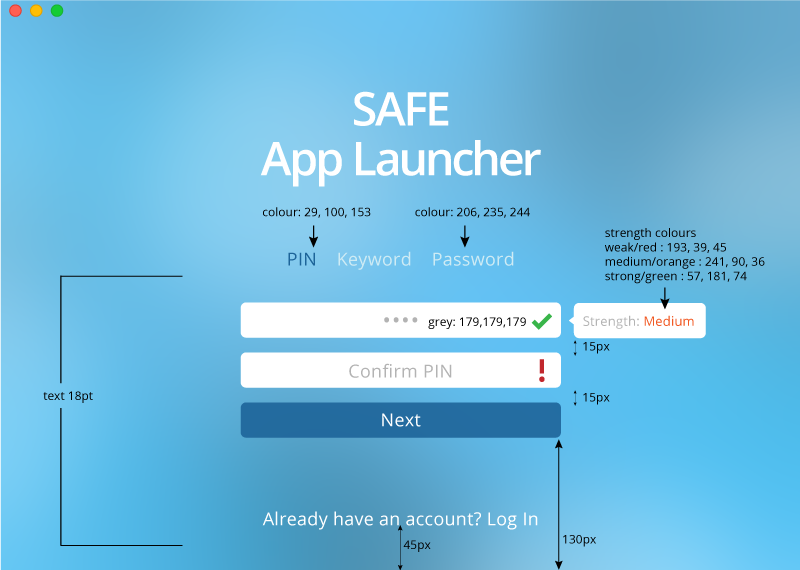 SAFE
App Launcher
colour: 29, 100, 153
colour: 206, 235, 244
strength colours
weak/red : 193, 39, 45
medium/orange : 241, 90, 36
strong/green : 57, 181, 74
PIN Keyword Password
grey: 179,179,179
Strength: Medium
15px
Confirm PIN
text 18pt
15px
Next
Already have an account? Log In
130px
45px